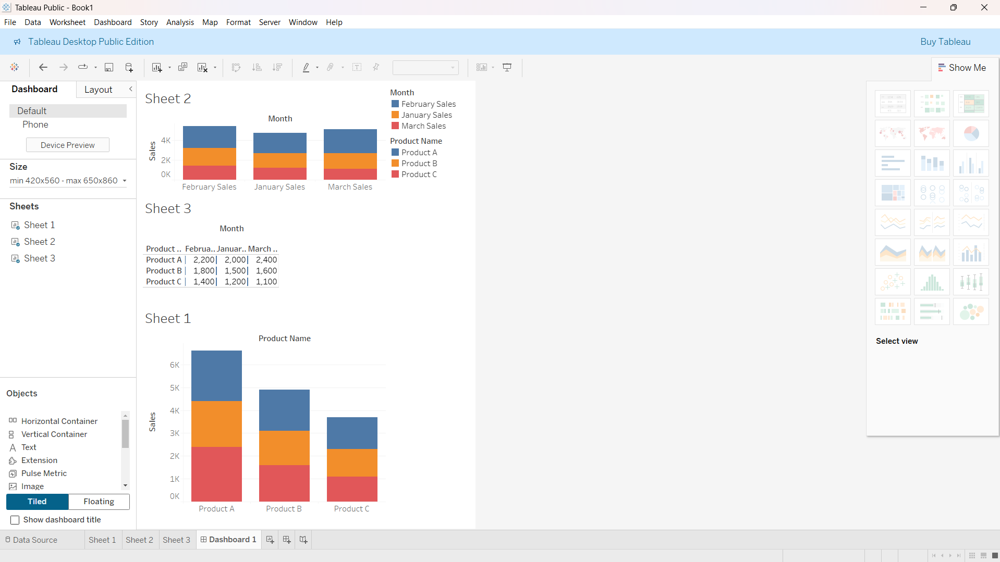 Tableau Public - Book1
File Data Worksheet Dashboard Story Analysis Map Format Server Window Help
Tableau Desktop Public Edition
Buy Tableau
Show Me
Dashboard
Layout
Default
Phone
Device Preview
Size
min 420x560 - max 650x860
Sheets
Sheet 1
Sheet 2
Sheet 3
Objects
Horizontal Container
Vertical Container
Text
Extension
Pulse Metric
Image
Tiled
Floating
Show dashboard title
Sheet 2
Month
Sales
4K
2K
0K
February Sales January Sales March Sales
Month
February Sales
January Sales
March Sales
Product Name
Product A
Product B
Product C
Sheet 3
Month
Product .. Februa.. Januar.. March ..
Product A 2,200 2,000 2,400
Product B 1,800 1,500 1,600
Product C 1,400 1,200 1,100
Sheet 1
Product Name
Sales
6K
5K
4K
3K
2K
1K
0K
Product A Product B Product C
Select view
Data Source Sheet 1 Sheet 2 Sheet 3 Dashboard 1